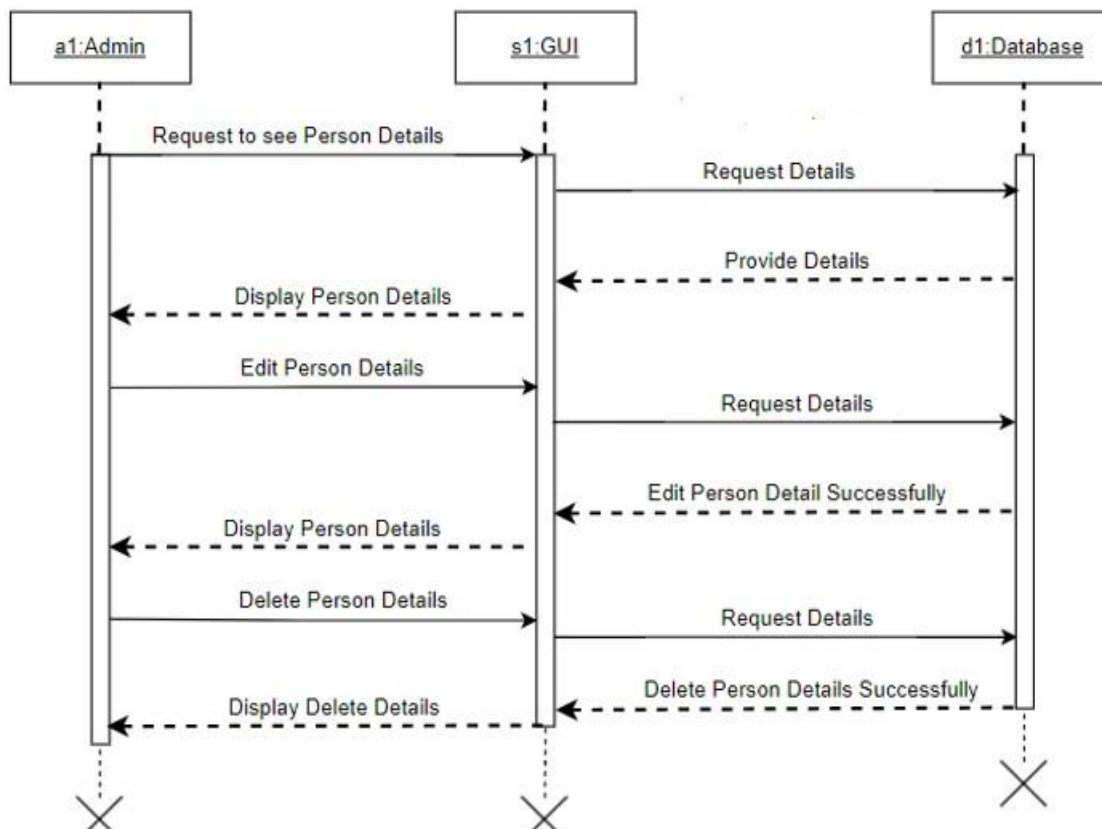 a1:Admin
s1:GUI
d1:Database
Request to see Person Details
Request Details
Provide Details
Display Person Details
Edit Person Details
Request Details
Edit Person Detail Successfully
Display Person Details
Delete Person Details
Request Details
Delete Person Details Successfully
Display Delete Details